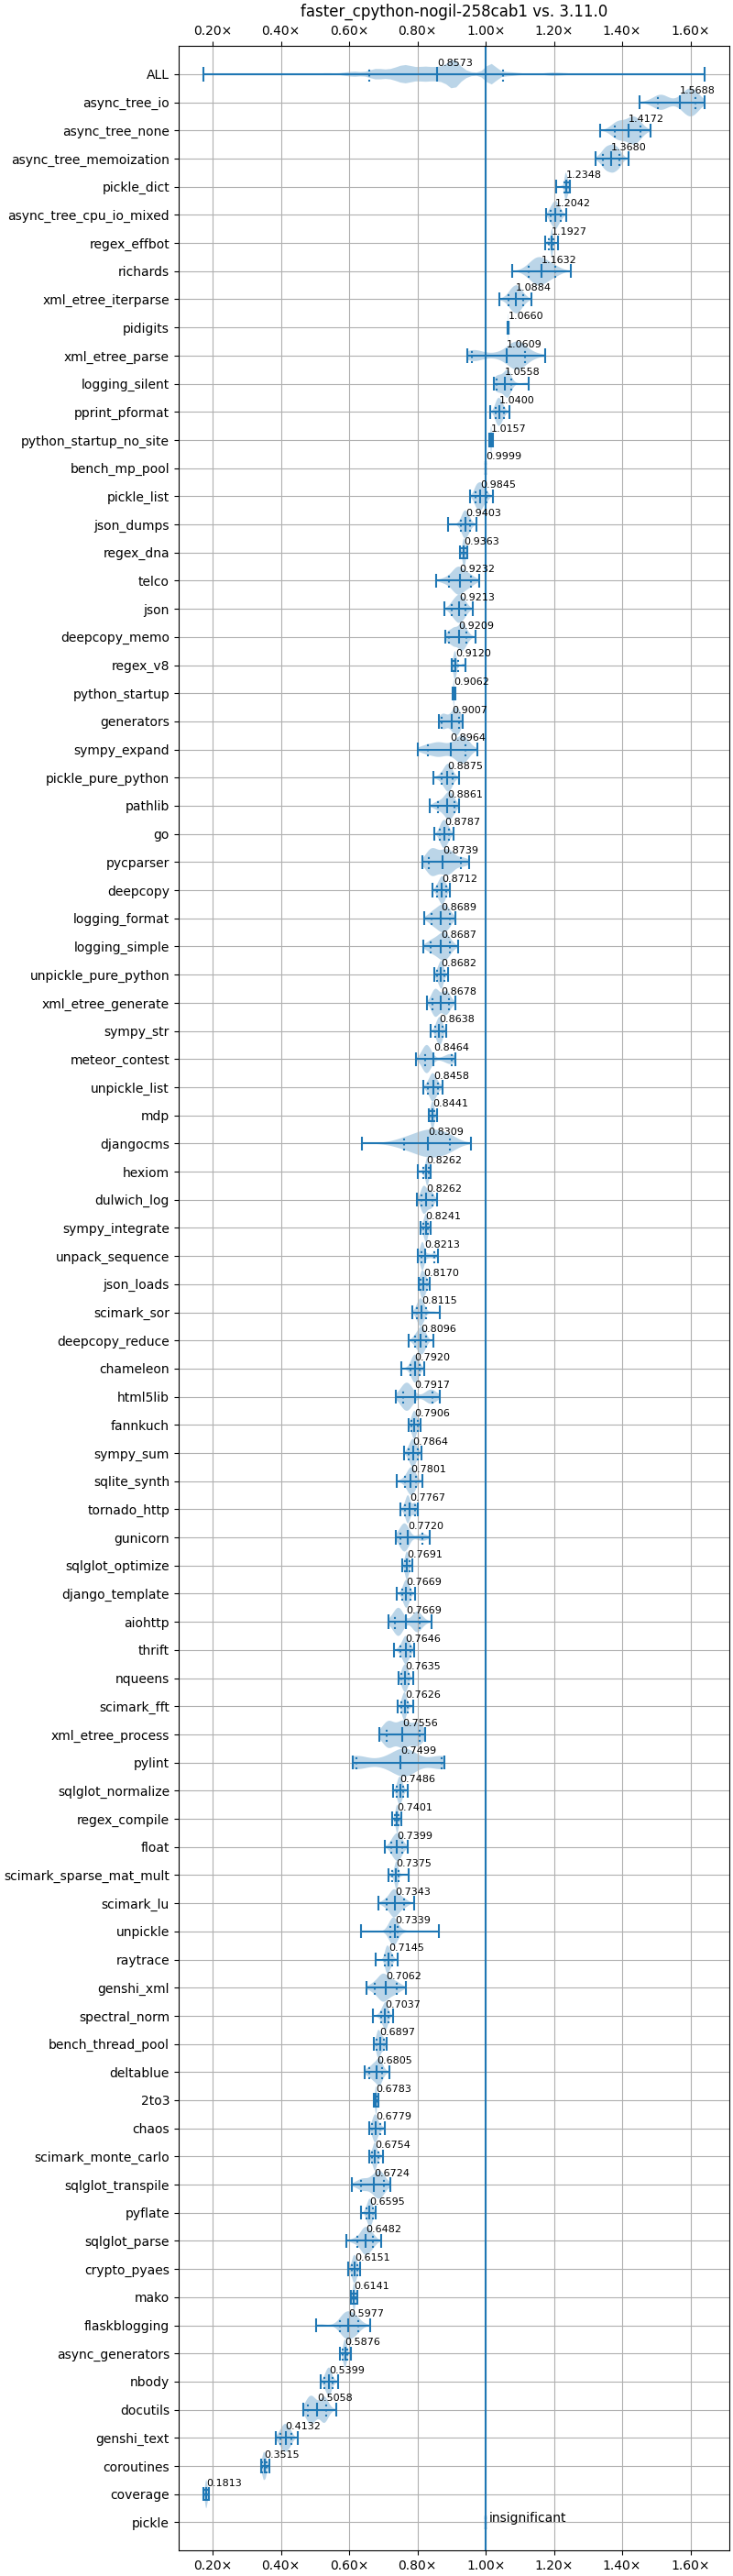 faster_cpython-nogil-258cab1 vs. 3.11.0
0.20× 0.40× 0.60× 0.80× 1.00× 1.20× 1.40× 1.60×
ALL 0.8573
async_tree_io 1.5688
async_tree_none 1.4172
async_tree_memoization 1.3680
pickle_dict 1.2348
async_tree_cpu_io_mixed 1.2042
regex_effbot 1.1927
richards 1.1632
xml_etree_iterparse 1.0884
pidigits 1.0660
xml_etree_parse 1.0609
logging_silent 1.0558
pprint_pformat 1.0400
python_startup_no_site 1.0157
bench_mp_pool 0.9999
pickle_list 0.9845
json_dumps 0.9403
regex_dna 0.9363
telco 0.9232
json 0.9213
deepcopy_memo 0.9209
regex_v8 0.9120
python_startup 0.9062
generators 0.9007
sympy_expand 0.8964
pickle_pure_python 0.8875
pathlib 0.8861
go 0.8787
pycparser 0.8739
deepcopy 0.8712
logging_format 0.8689
logging_simple 0.8687
unpickle_pure_python 0.8682
xml_etree_generate 0.8678
sympy_str 0.8638
meteor_contest 0.8464
unpickle_list 0.8458
mdp 0.8441
djangocms 0.8309
hexiom 0.8262
dulwich_log 0.8262
sympy_integrate 0.8241
unpack_sequence 0.8213
json_loads 0.8170
scimark_sor 0.8115
deepcopy_reduce 0.8096
chameleon 0.7920
html5lib 0.7917
fannkuch 0.7906
sympy_sum 0.7864
sqlite_synth 0.7801
tornado_http 0.7767
gunicorn 0.7720
sqlglot_optimize 0.7691
django_template 0.7669
aiohttp 0.7669
thrift 0.7646
nqueens 0.7635
scimark_fft 0.7626
xml_etree_process 0.7556
pylint 0.7499
sqlglot_normalize 0.7486
regex_compile 0.7401
float 0.7399
scimark_sparse_mat_mult 0.7375
scimark_lu 0.7343
unpickle 0.7339
raytrace 0.7145
genshi_xml 0.7062
spectral_norm 0.7037
bench_thread_pool 0.6897
deltablue 0.6805
2to3 0.6783
chaos 0.6779
scimark_monte_carlo 0.6754
sqlglot_transpile 0.6724
pyflate 0.6595
sqlglot_parse 0.6482
crypto_pyaes 0.6151
mako 0.6141
flaskblogging 0.5977
async_generators 0.5876
nbody 0.5399
docutils 0.5058
genshi_text 0.4132
coroutines 0.3515
coverage 0.1813
pickle insignificant
0.20× 0.40× 0.60× 0.80× 1.00× 1.20× 1.40× 1.60×